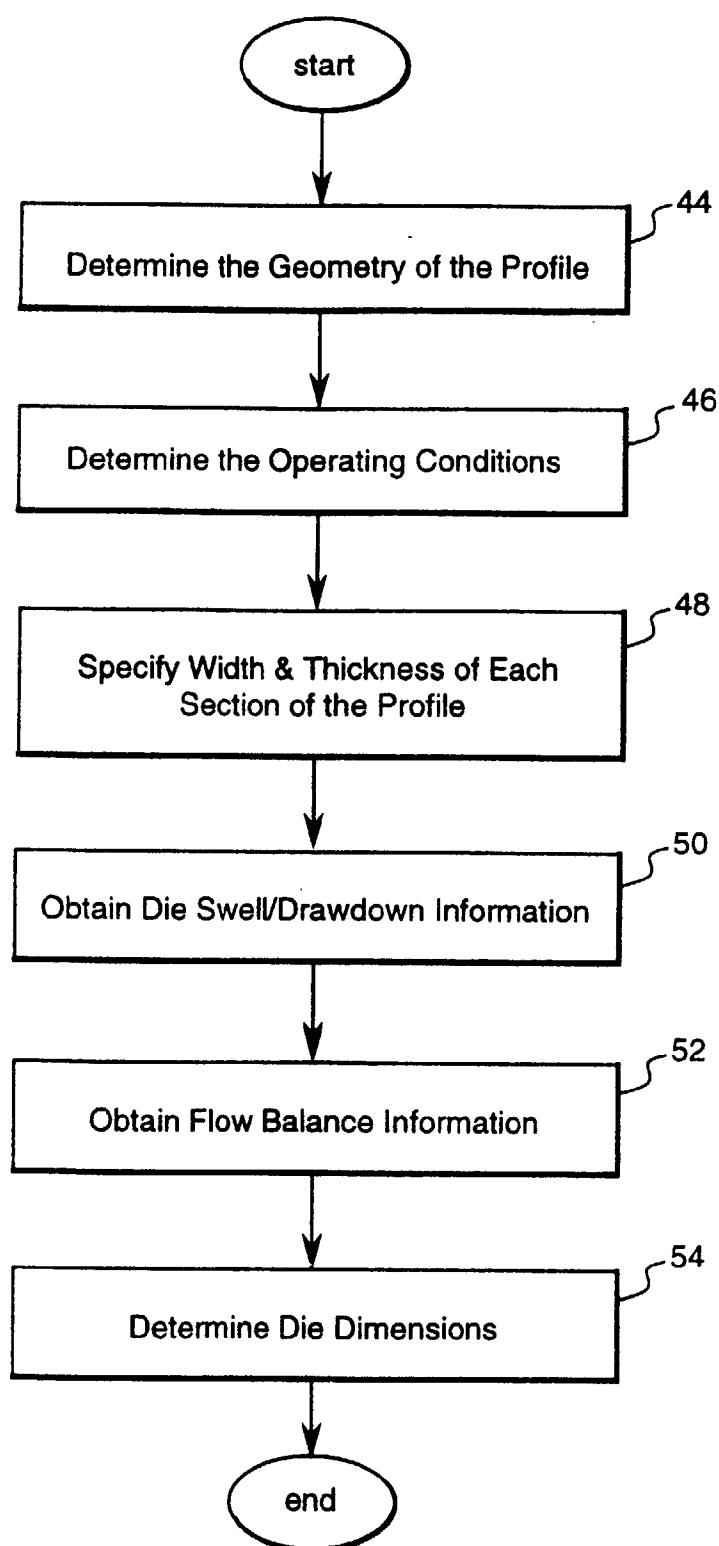 start
44
Determine the Geometry of the Profile
46
Determine the Operating Conditions
48
Specify Width & Thickness of Each
Section of the Profile
50
Obtain Die Swell/Drawdown Information
52
Obtain Flow Balance Information
54
Determine Die Dimensions
end